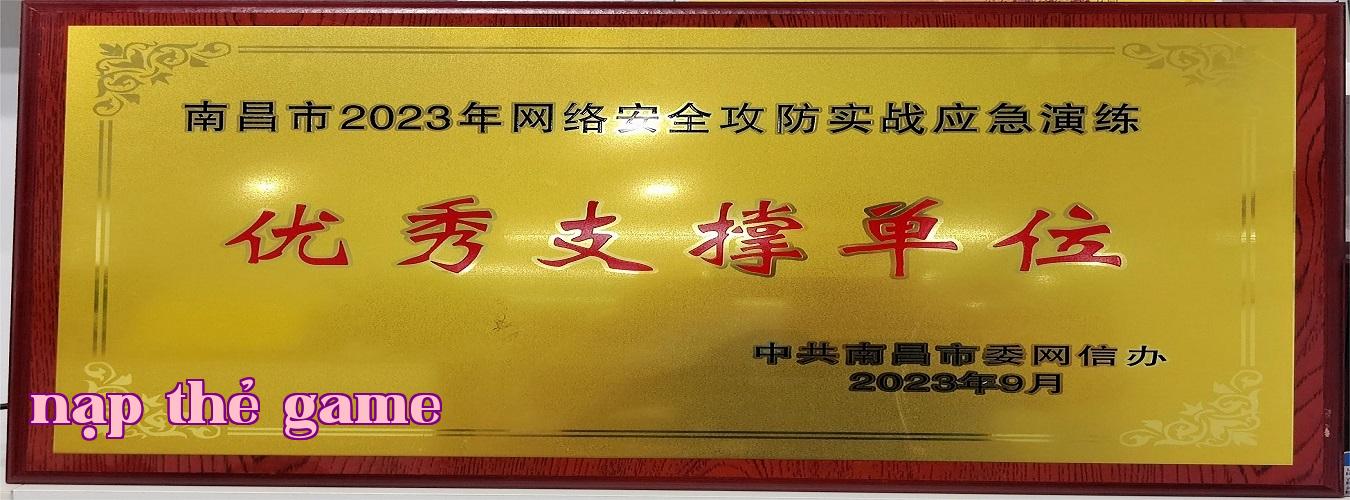 南昌市2023年网络安全攻防实战应急演练
优秀支撑单位
中共南昌市委网信办
2023年9月
nạp thẻ game